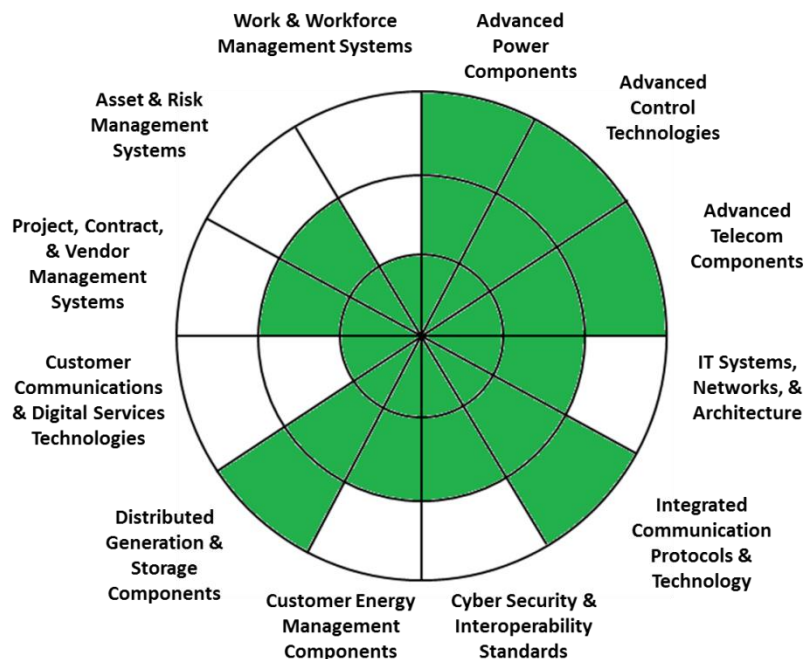 Work & Workforce
Management Systems
Advanced
Power
Components
Advanced
Control
Technologies
Asset & Risk
Management
Systems
Advanced
Telecom
Components
Project, Contract,
& Vendor
Management
Systems
IT Systems,
Networks, &
Architecture
Customer
Communications
& Digital Services
Technologies
Integrated
Communication
Protocols &
Technology
Distributed
Generation &
Storage
Components
Customer Energy
Management
Components
Cyber Security &
Interoperability
Standards